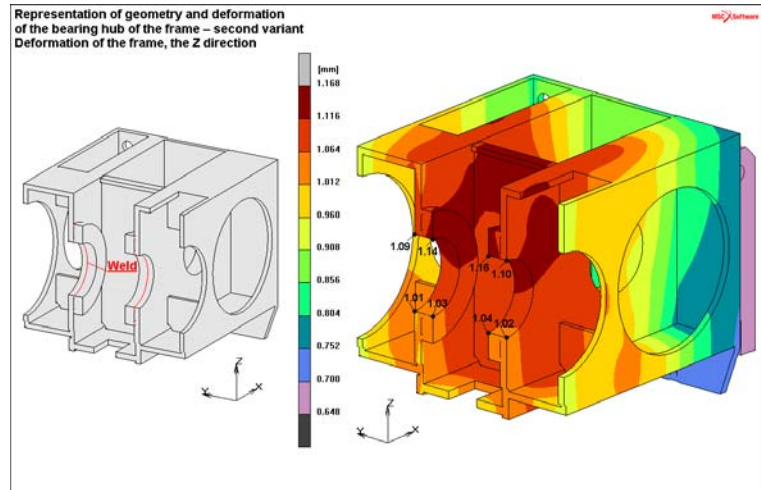 Representation of geometry and deformation
of the bearing hub of the frame – second variant
Deformation of the frame, the Z direction
MSC Software
[mm]
1.168
1.116
1.064
1.012
0.960
0.908
0.856
0.804
0.752
0.700
0.648
Weld
1.09
1.14
1.16
1.10
1.01
1.03
1.04
1.02
Z
Y
X
Z
Y
X